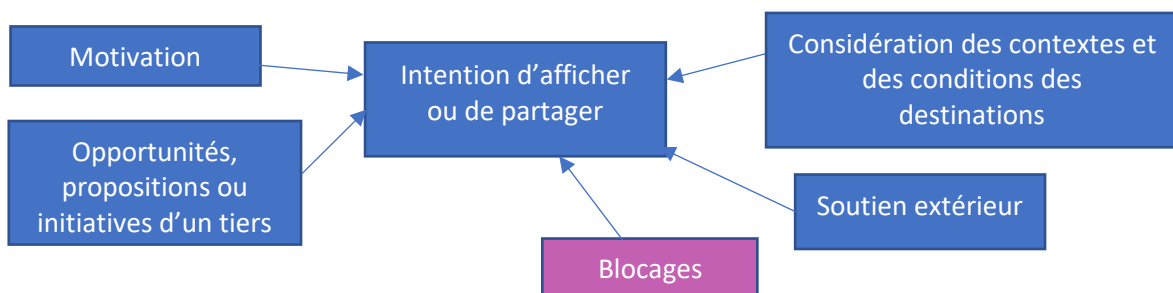 Motivation
Opportunités,
propositions ou
initiatives d’un tiers
Intention d’afficher
ou de partager
Considération des contextes et
des conditions des
destinations
Soutien extérieur
Blocages